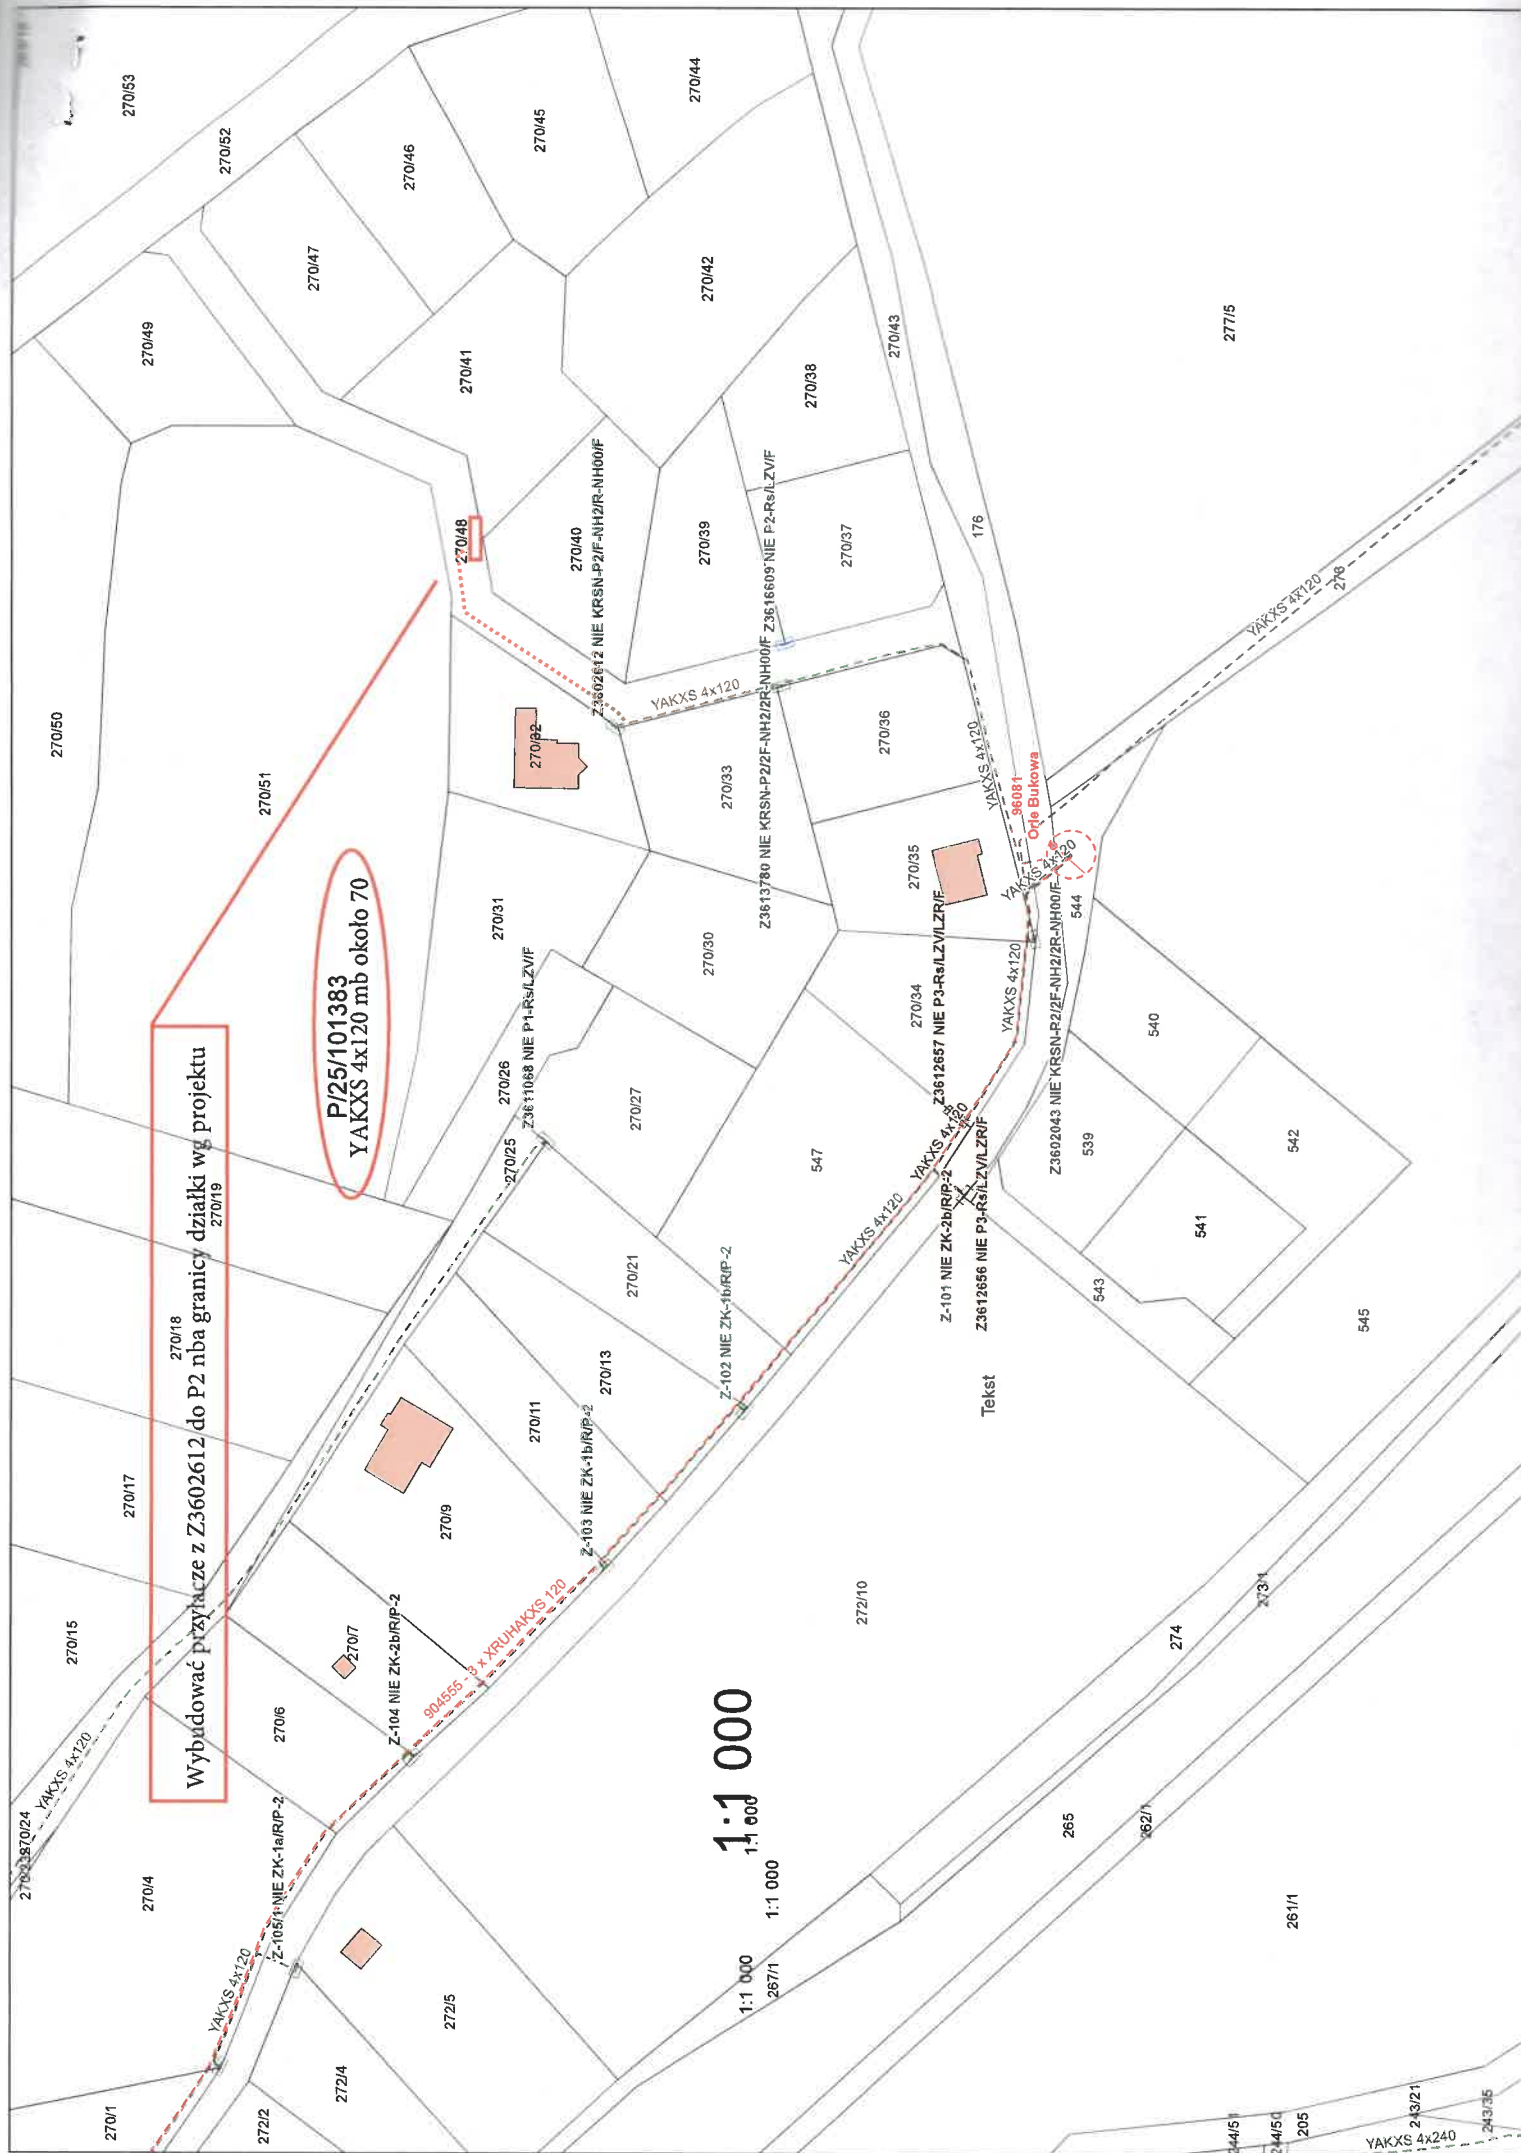 270/53
270/52
270/44
270/45
270/46
270/47
270/49
270/42
270/41
270/43
277/5
270/38
270/50
270/51
270/48
270/40
270/39
270/37
176
278
YAKXS 4x120
Z3602612 NIE KRSN-P2/F-NH2/R-NH00/F
Z3616609 NIE P2-Rs/LZV/F
Z3613780 NIE KRSN-P2/2F-NH2/2R-NH00/F
YAKXS 4x120
270/32
270/33
270/36
YAKXS 4x120
96081
Orle Bukowa
YAKXS 4x120
270/31
270/30
270/35
544
P/25/101383
YAKXS 4x120 mb około 70
Wybudować przyłacze z Z3602612 do P2 nba granicy działki wg projektu
270/19
270/18
270/17
270/15
270/26
Z3611068 NIE P1-Rs/LZV/F
270/25
270/27
270/34
Z3612657 NIE P3-Rs/LZV/LZR/F
YAKXS 4x120
Z3602043 NIE KRSN-P2/2F-NH2/2R-NH00/F
540
539
542
541
543
545
547
YAKXS 4x120
Z-101 NIE ZK-2b/R/P-2
Z3612656 NIE P3-Rs/LZV/LZR/F
YAKXS 4x120
Tekst
270/21
Z-102 NIE ZK-1b/R/P-2
270/13
270/11
Z-103 NIE ZK-1b/R/P-2
270/9
904555 - 3 x XRUHAKXS 120
270/7
Z-104 NIE ZK-2b/R/P-2
270/6
YAKXS 4x120
270/24
270/4
Z-105/1 NIE ZK-1a/R/P-2
YAKXS 4x120
272/10
273/1
274
265
262/1
261/1
1:1 000
1:1 000
1:1 000
1:1 000
267/1
272/5
272/4
272/2
270/1
244/51
244/50
205
243/21
243/35
YAKXS 4x240